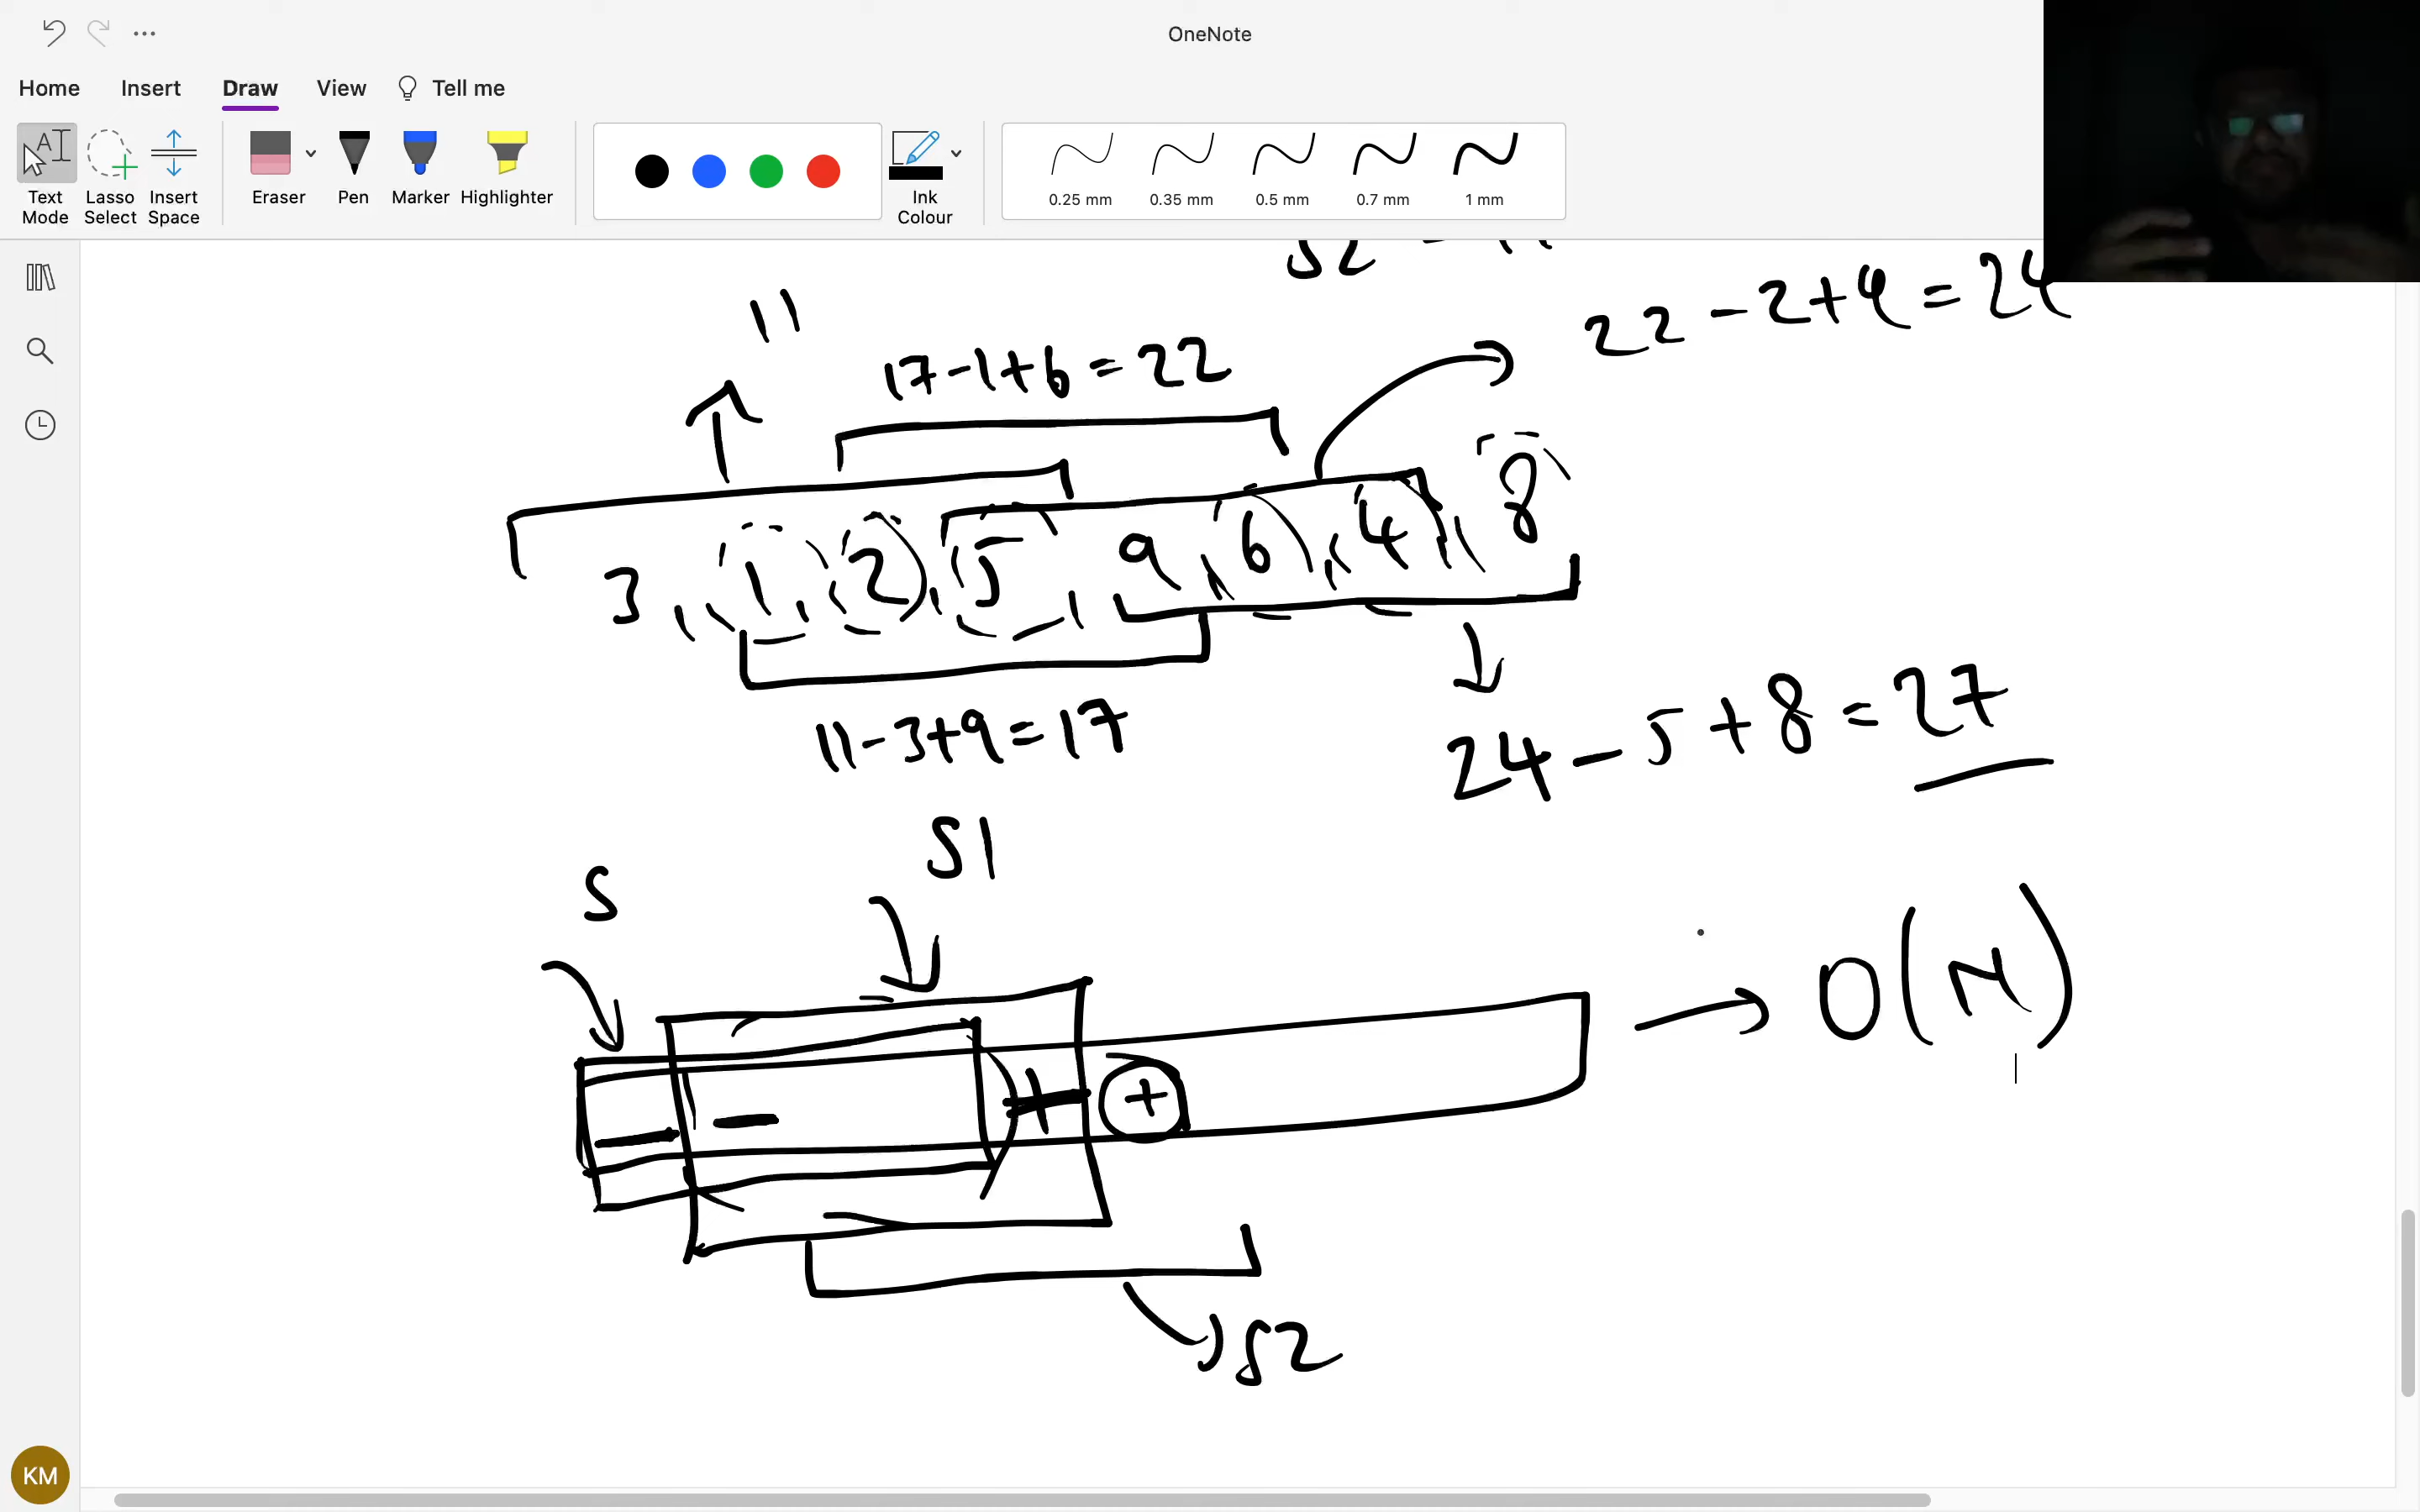 OneNote
Home Insert Draw View Tell me
Text Mode
Lasso Select
Insert Space
Eraser
Pen
Marker
Highlighter
Ink Colour
0.25 mm
0.35 mm
0.5 mm
0.7 mm
1 mm
11
22 - 2 + 4 = 24
17 - 1 + 6 = 22
3, 1, 2, 5, 9, 6, 4, 8
11 - 3 + 9 = 17
24 - 5 + 8 = 27
S1
S
→ O(N)
- - + +
S2
KM